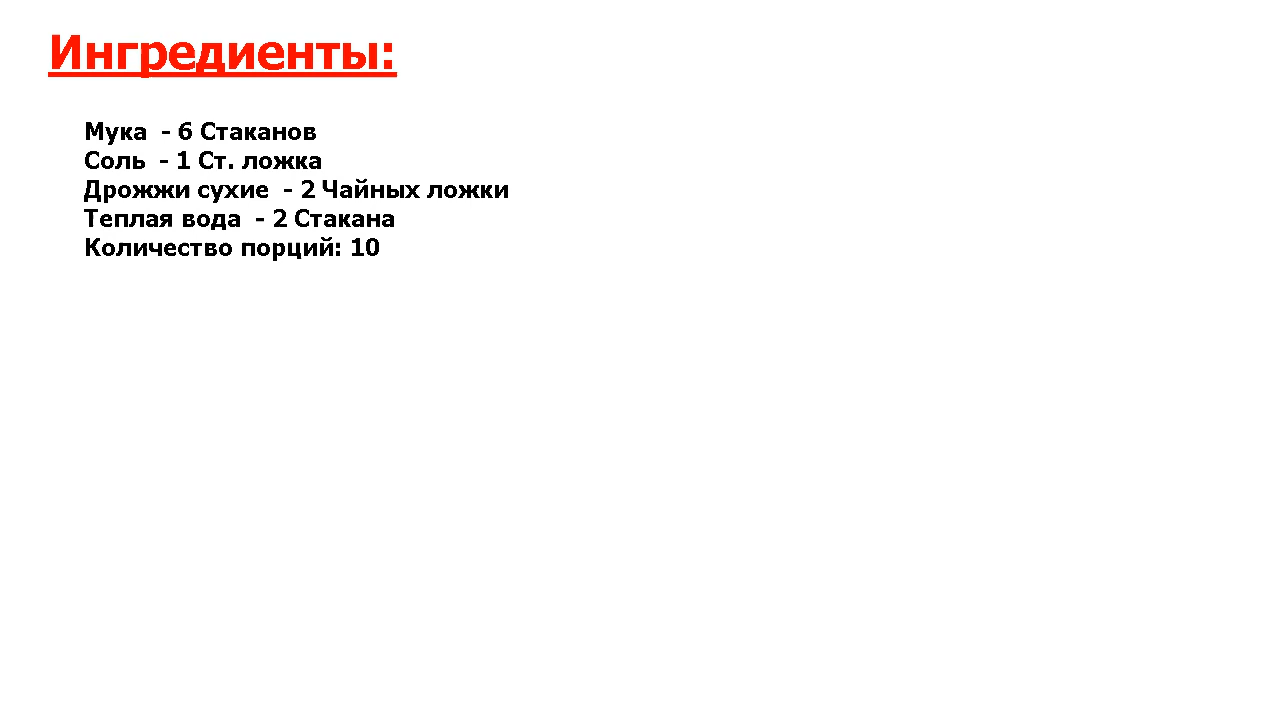 Ингредиенты:
Мука  - 6 Стаканов
Соль  - 1 Ст. ложка
Дрожжи сухие  - 2 Чайных ложки
Теплая вода  - 2 Стакана
Количество порций: 10